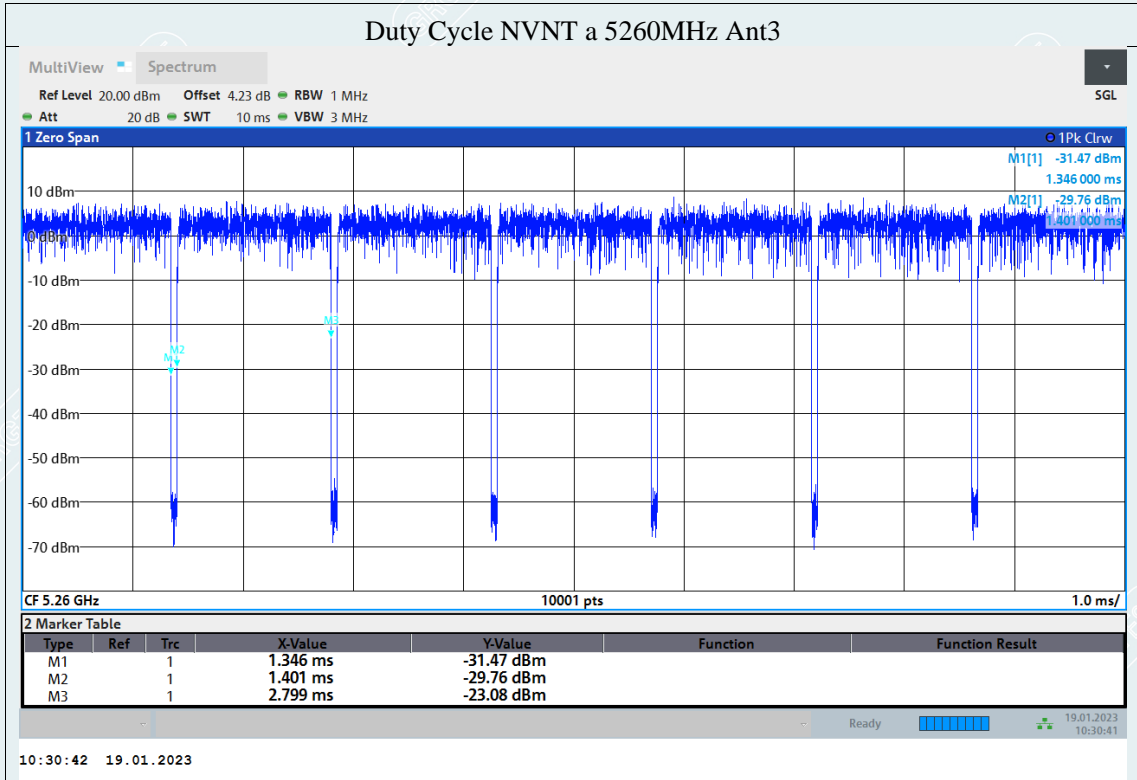 Duty Cycle NVNT a 5260MHz Ant3
MultiView Spectrum
Ref Level 20.00 dBm Offset 4.23 dB RBW 1 MHz SGL
Att 20 dB SWT 10 ms VBW 3 MHz
1 Zero Span 1Pk Clrw
M1[1] -31.47 dBm
1.346 000 ms
M2[1] -29.76 dBm
1.401 000 ms
10 dBm
0 dBm
-10 dBm
-20 dBm
M3
M2
-30 dBm
-40 dBm
-50 dBm
-60 dBm
-70 dBm
CF 5.26 GHz 10001 pts 1.0 ms/
2 Marker Table
Type Ref Trc X-Value Y-Value Function Function Result
M1 1 1.346 ms -31.47 dBm
M2 1 1.401 ms -29.76 dBm
M3 1 2.799 ms -23.08 dBm
Ready 19.01.2023
10:30:41
10:30:42 19.01.2023